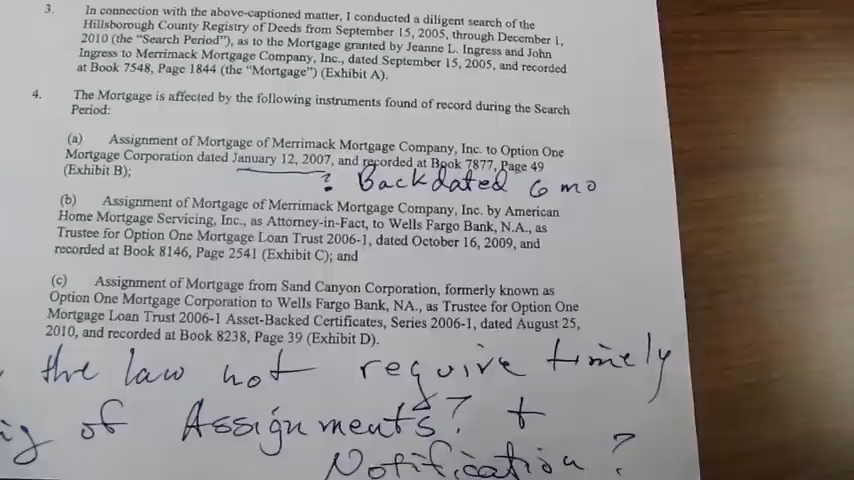 3. In connection with the above-captioned matter, I conducted a diligent search of the
Hillsborough County Registry of Deeds from September 15, 2005, through December 1,
2010 (the “Search Period”), as to the Mortgage granted by Jeanne L. Ingress and John
Ingress to Merrimack Mortgage Company, Inc., dated September 15, 2005, and recorded
at Book 7548, Page 1844 (the “Mortgage”) (Exhibit A).
4. The Mortgage is affected by the following instruments found of record during the Search
Period:
(a) Assignment of Mortgage of Merrimack Mortgage Company, Inc. to Option One
Mortgage Corporation dated January 12, 2007, and recorded at Book 7877, Page 49
(Exhibit B);
? Backdated 6 mo
(b) Assignment of Mortgage of Merrimack Mortgage Company, Inc. by American
Home Mortgage Servicing, Inc., as Attorney-in-Fact, to Wells Fargo Bank, N.A., as
Trustee for Option One Mortgage Loan Trust 2006-1, dated October 16, 2009, and
recorded at Book 8146, Page 2541 (Exhibit C); and
(c) Assignment of Mortgage from Sand Canyon Corporation, formerly known as
Option One Mortgage Corporation to Wells Fargo Bank, NA., as Trustee for Option One
Mortgage Loan Trust 2006-1 Asset-Backed Certificates, Series 2006-1, dated August 25,
2010, and recorded at Book 8238, Page 39 (Exhibit D).
the law not require timely
of Assignments? +
Notification?